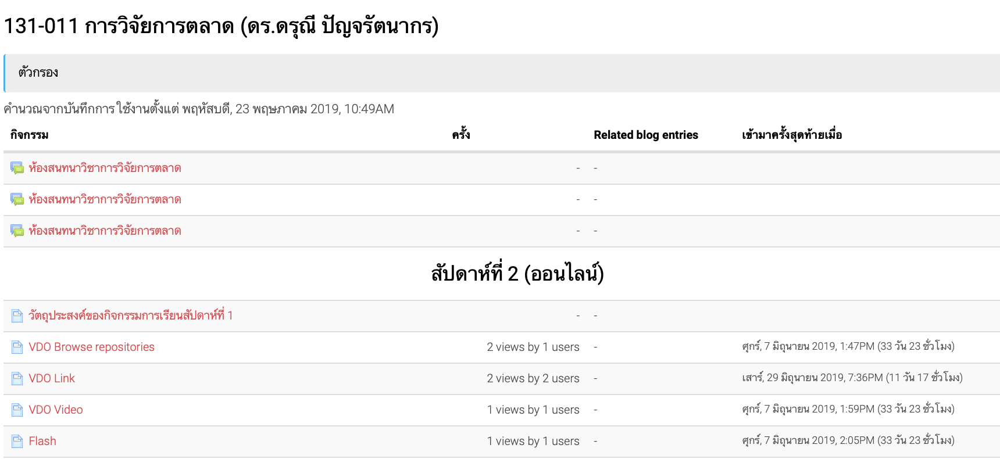 131-011 การวิจัยการตลาด (ดร.ดรุณี ปัญจรัตนากร)
ตัวกรอง
คำนวณจากบันทึกการใช้งานตั้งแต่ พฤหัสบดี, 23 พฤษภาคม 2019, 10:49AM
กิจกรรม ครั้ง Related blog entries เข้ามาครั้งสุดท้ายเมื่อ
ห้องสนทนาวิชาการวิจัยการตลาด - -
ห้องสนทนาวิชาการวิจัยการตลาด - -
ห้องสนทนาวิชาการวิจัยการตลาด - -
สัปดาห์ที่ 2 (ออนไลน์)
วัตถุประสงค์ของกิจกรรมการเรียนสัปดาห์ที่ 1 - -
VDO Browse repositories 2 views by 1 users - ศุกร์, 7 มิถุนายน 2019, 1:47PM (33 วัน 23 ชั่วโมง)
VDO Link 2 views by 2 users - เสาร์, 29 มิถุนายน 2019, 7:36PM (11 วัน 17 ชั่วโมง)
VDO Video 1 views by 1 users - ศุกร์, 7 มิถุนายน 2019, 1:59PM (33 วัน 23 ชั่วโมง)
Flash 1 views by 1 users - ศุกร์, 7 มิถุนายน 2019, 2:05PM (33 วัน 23 ชั่วโมง)